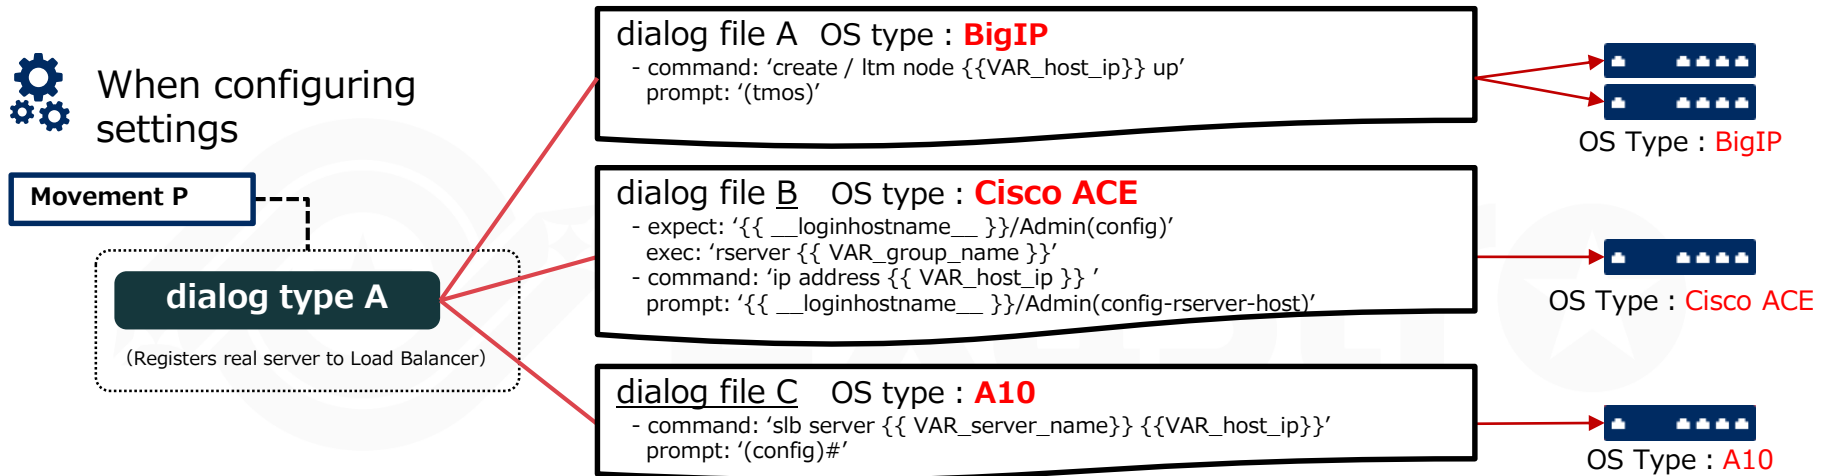 When configuring
settings
Movement P
dialog type A
(Registers real server to Load Balancer)
dialog file A OS type : BigIP
- command: ‘create / ltm node {{VAR_host_ip}} up’
prompt: ‘(tmos)’
OS Type : BigIP
dialog file B OS type : Cisco ACE
- expect: ‘{{ __loginhostname__ }}/Admin(config)’
exec: ‘rserver {{ VAR_group_name }}’
- command: ‘ip address {{ VAR_host_ip }} ’
prompt: ‘{{ __loginhostname__ }}/Admin(config-rserver-host)’
OS Type : Cisco ACE
dialog file C OS type : A10
- command: ‘slb server {{ VAR_server_name}} {{VAR_host_ip}}’
prompt: ‘(config)#’
OS Type : A10